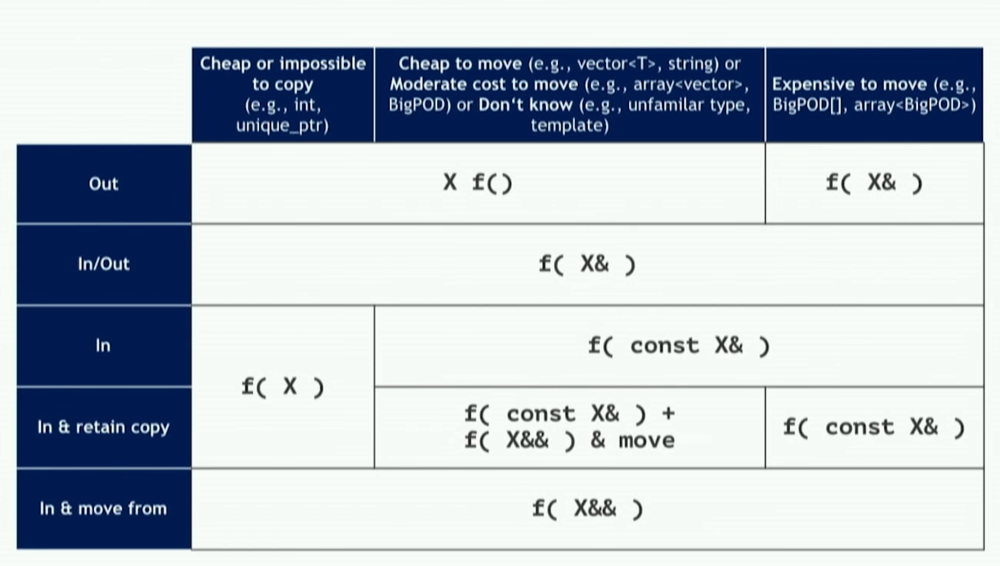 Cheap or impossible
to copy
(e.g., int,
unique_ptr)
Cheap to move (e.g., vector<T>, string) or
Moderate cost to move (e.g., array<vector>,
BigPOD) or Don‘t know (e.g., unfamilar type,
template)
Expensive to move (e.g.,
BigPOD[], array<BigPOD>)
Out
X f()
f( X& )
In/Out
f( X& )
In
f( X )
f( const X& )
In & retain copy
f( const X& ) +
f( X&& ) & move
f( const X& )
In & move from
f( X&& )